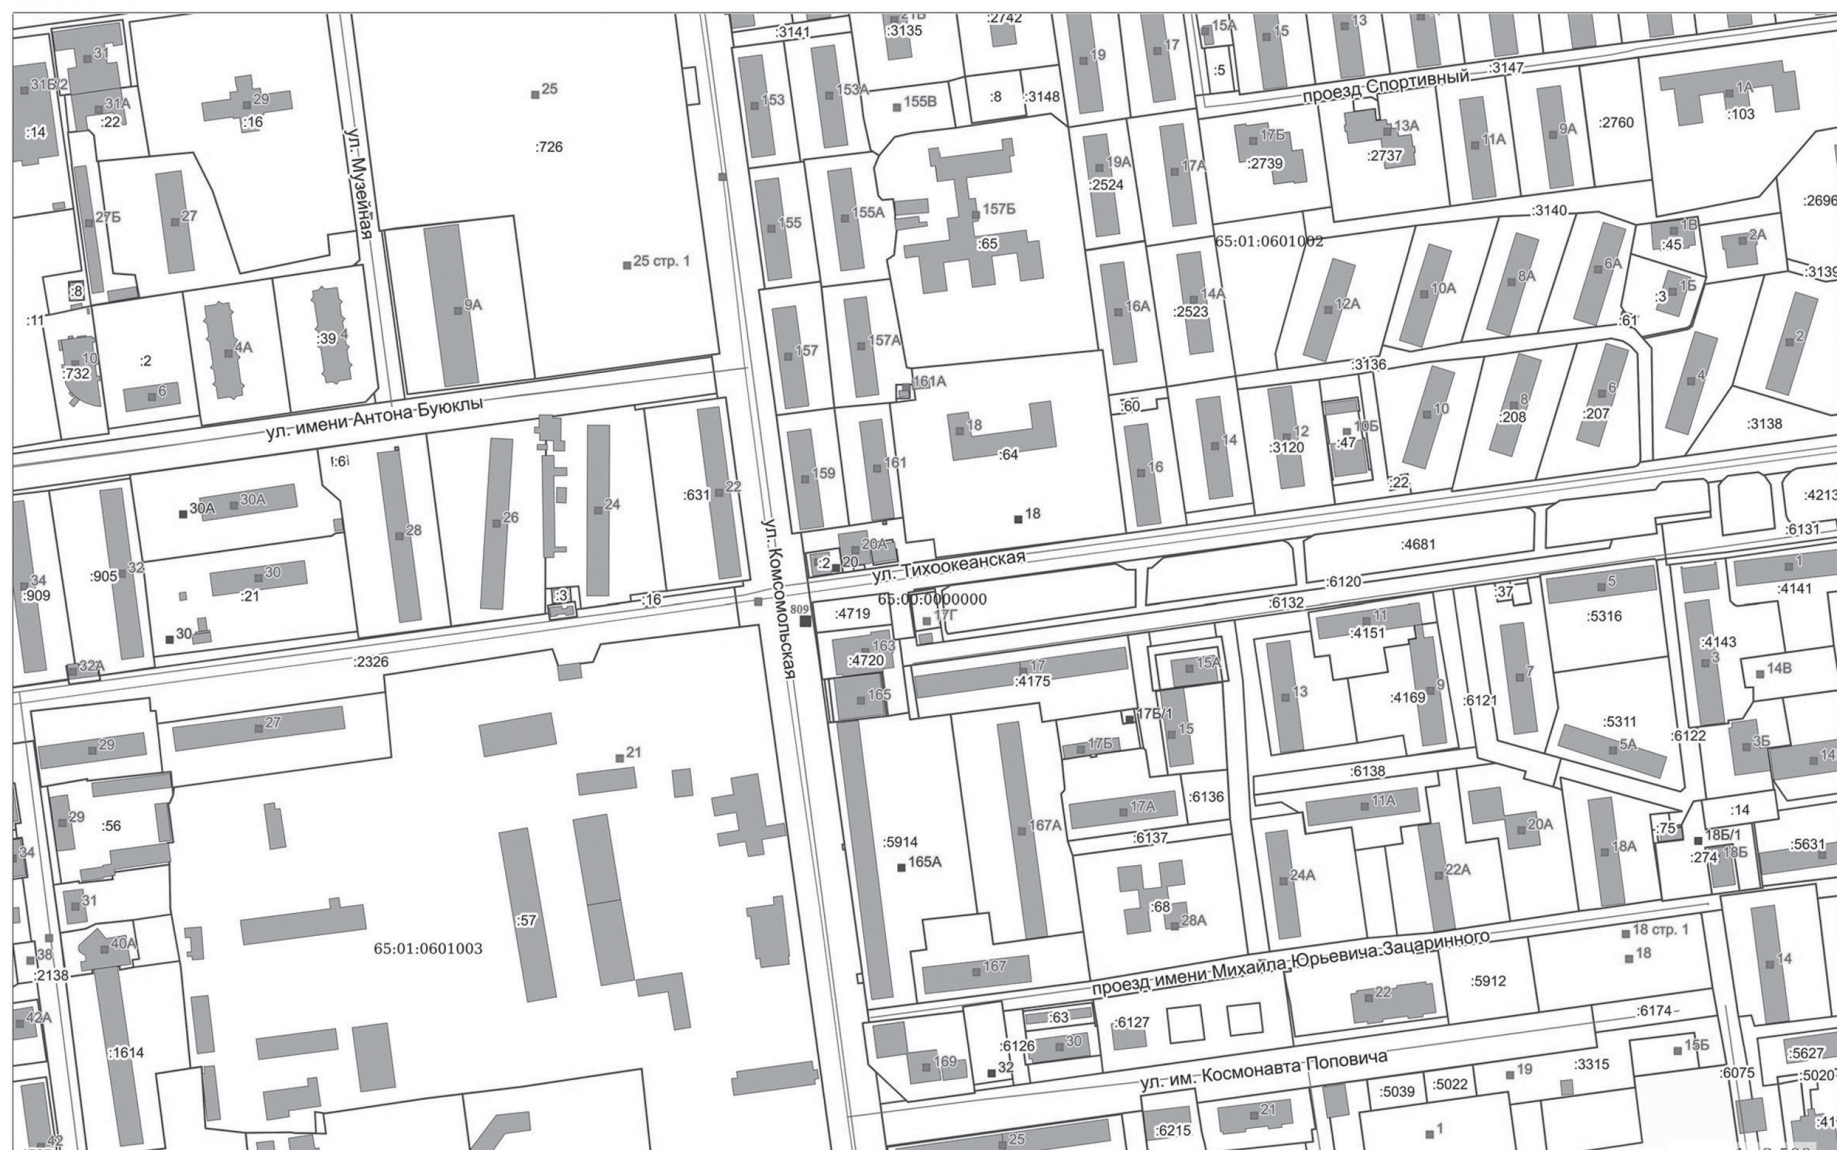 :3141
21В
:3135
:2742
15А
15
13
31
19
17
:5
проезд Спортивный
:3147
31Б/2
31А
:22
29
:16
25
153
153А
155В
:8
:3148
1А
:103
:14
ул. Музейная
:726
17Б
:2739
13А
:2737
11А
9А
:2760
19А
:2524
17А
27Б
27
155
155А
157Б
:65
65:01:0601002
:3140
:2696
1В
:45
2А
25 стр. 1
:8
:11
9А
16А
14А
:2523
12А
10А
8А
6А
:3
1Б
:3139
:61
10
:732
:2
6
4А
:39
4
157
157А
161А
:3136
2
ул. имени Антона Буюклы
18
:64
:60
16
14
12
:3120
10Б
:47
10
8
:208
6
:207
4
:3138
159
161
30А
30А
28
26
24
:631
22
18
:22
:4213
:6131
34
:909
:905
32
30
:21
30
32А
:3
:16
ул. Комсомольская
:2
20
20А
ул. Тихоокеанская
65:00:0000000
:4681
:6120
:6132
:2326
809
:4719
17Г
163
:4720
165
17
:4175
15А
11
:4151
:37
5
:5316
1
:4141
29
27
21
17Б/1
17Б
15
13
:4169
9
:6121
7
:5311
5А
:4143
3
14В
:6122
3Б
14
29
:56
34
:5914
165А
167А
17А
:6136
:6137
:6138
11А
20А
18А
:75
:14
18Б/1
:274
18Б
:5631
31
40А
38
:2138
:57
65:01:0601003
:68
28А
24А
22А
167
проезд имени Михаила Юрьевича Зацаринного
18 стр. 1
18
14
42А
:1614
169
:63
:6126
32
30
:6127
22
:5912
:6174
ул. им. Космонавта Поповича
:5039
:5022
19
:3315
15Б
:6075
:5627
:5020
42
25
:6215
21
1